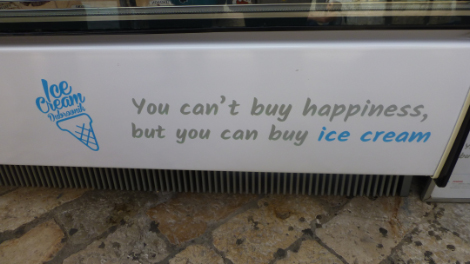 Ice
Cream
You can't buy happiness,
but you can buy ice cream